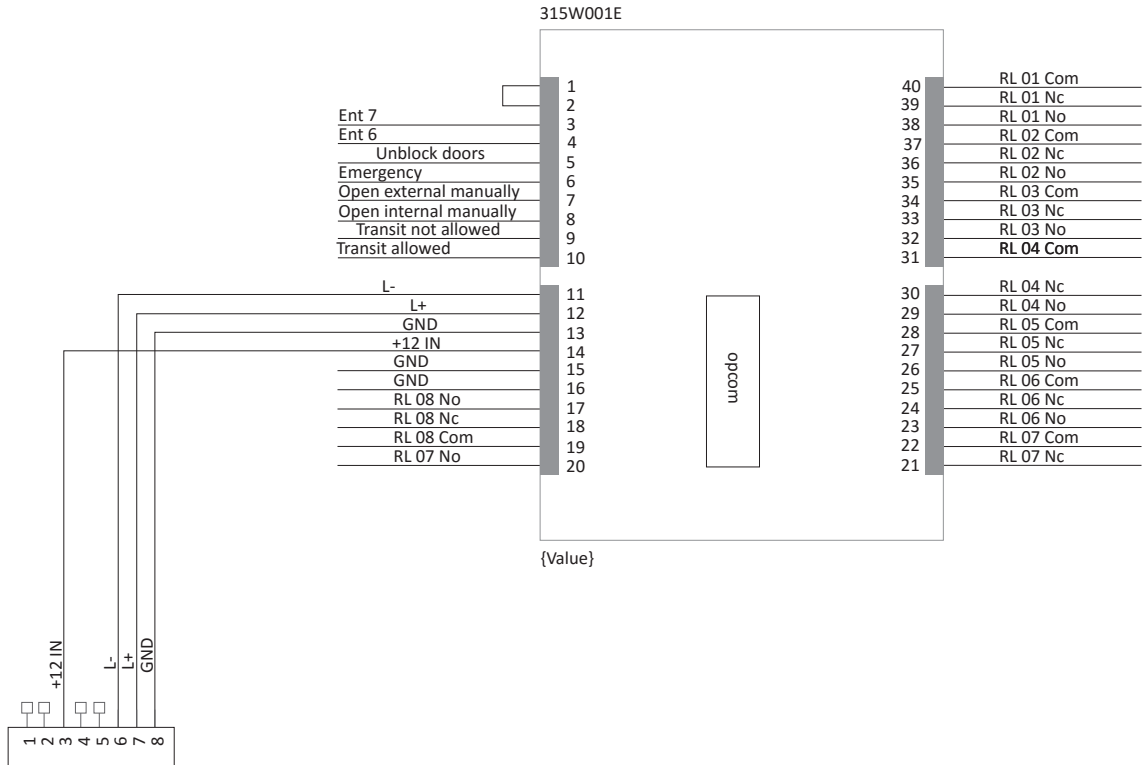 315W001E
1
2
Ent 7
3
Ent 6
4
Unblock doors
5
Emergency
6
Open external manually
7
Open internal manually
8
Transit not allowed
9
Transit allowed
10
L-
11
L+
12
GND
13
+12 IN
14
GND
15
GND
16
RL 08 No
17
RL 08 Nc
18
RL 08 Com
19
RL 07 No
20
opcom
40
RL 01 Com
39
RL 01 Nc
38
RL 01 No
37
RL 02 Com
36
RL 02 Nc
35
RL 02 No
34
RL 03 Com
33
RL 03 Nc
32
RL 03 No
31
RL 04 Com
30
RL 04 Nc
29
RL 04 No
28
RL 05 Com
27
RL 05 Nc
26
RL 05 No
25
RL 06 Com
24
RL 06 Nc
23
RL 06 No
22
RL 07 Com
21
RL 07 Nc
{Value}
+12 IN
L-
L+
GND
1
2
3
4
5
6
7
8